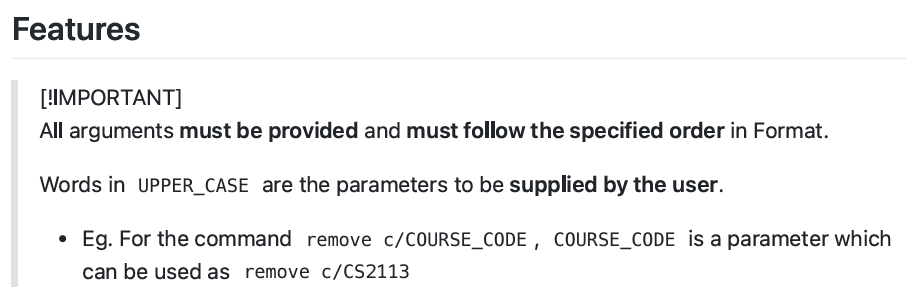 Features
[!IMPORTANT]
All arguments must be provided and must follow the specified order in Format.
Words in UPPER_CASE are the parameters to be supplied by the user.
• Eg. For the command remove c/COURSE_CODE , COURSE_CODE is a parameter which
can be used as remove c/CS2113